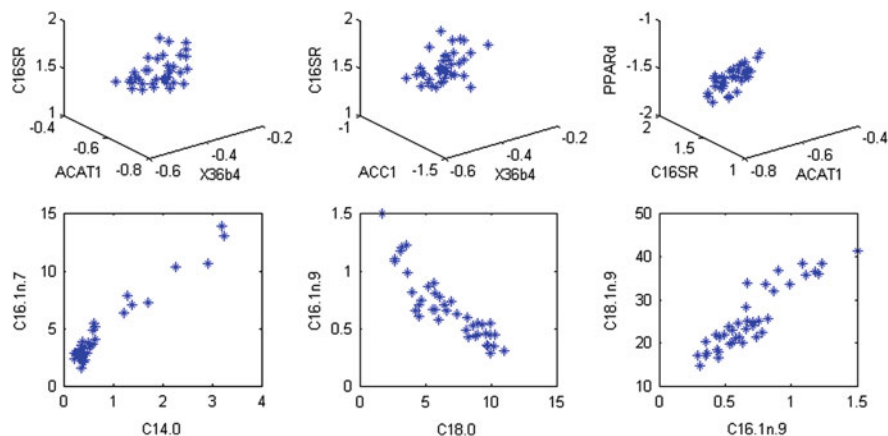 2
1.5
1
C16SR
-0.4
-0.6
-0.8
ACAT1
-0.6
-0.4
-0.2
X36b4
2
1.5
1
C16SR
-1
-1.5
ACC1
-0.6
-0.4
-0.2
X36b4
-1
-1.5
-2
PPARd
2
1.5
1
C16SR
-0.8
-0.6
-0.4
ACAT1
15
10
5
0
C16.1n.7
0 1 2 3 4
C14.0
1.5
1
0.5
0
C16.1n.9
0 5 10 15
C18.0
50
40
30
20
10
C18.1n.9
0 0.5 1 1.5
C16.1n.9